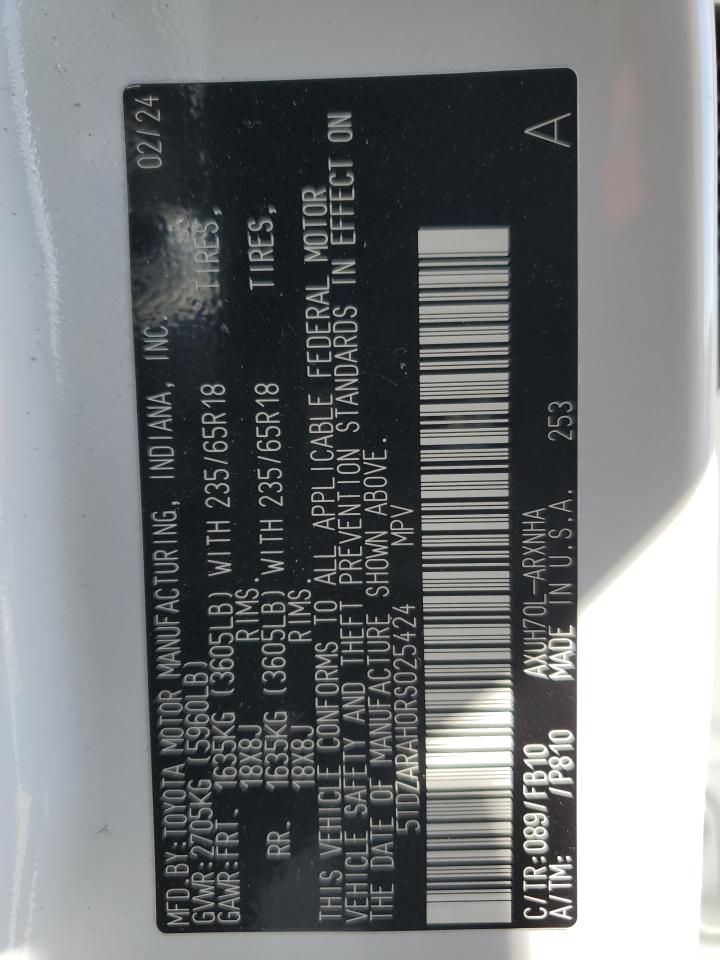 MFD.BY:TOYOTA MOTOR MANUFACTURING, INDIANA, INC. 02/24
GVWR:2705KG (5960LB)
GAWR:FRT. 1635KG (3605LB) WITH 235/65R18 TIRES,
18X8J RIMS.
RR. 1635KG (3605LB) WITH 235/65R18 TIRES,
18X8J RIMS.
THIS VEHICLE CONFORMS TO ALL APPLICABLE FEDERAL MOTOR
VEHICLE SAFETY AND THEFT PREVENTION STANDARDS IN EFFECT ON
THE DATE OF MANUFACTURE SHOWN ABOVE.
5TDZARAH0RS025424 MPV
C/TR:089/FB10 AXUH70L-ARXNHA
A/TM: /P810 MADE IN U.S.A. 253 A